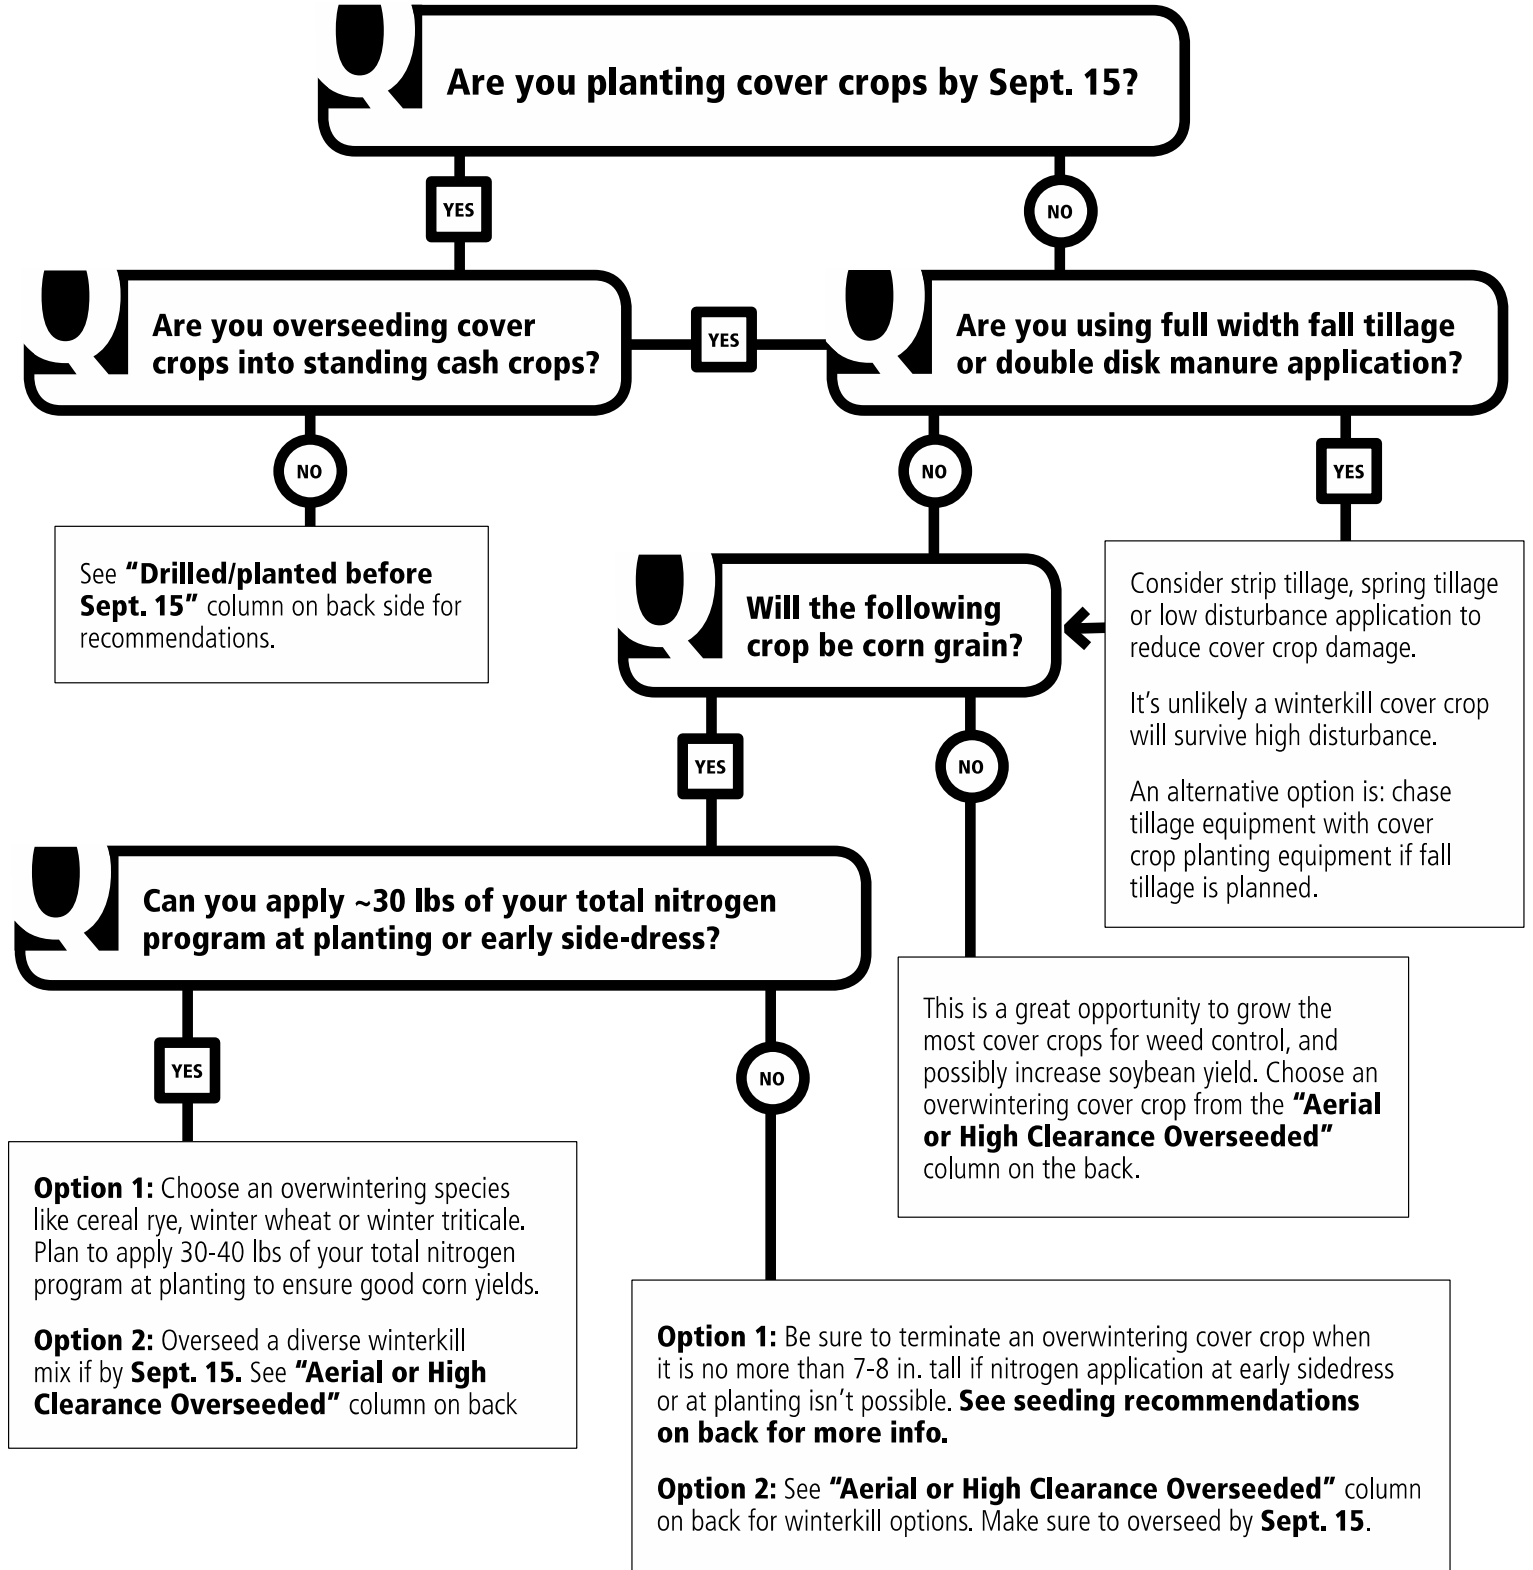 Q
Are you planting cover crops by Sept. 15?
YES
NO
Q
Are you overseeding cover
crops into standing cash crops?
YES
Q
Are you using full width fall tillage
or double disk manure application?
NO
NO
YES
See "Drilled/planted before
Sept. 15" column on back side for
recommendations.
Q
Will the following
crop be corn grain?
Consider strip tillage, spring tillage
or low disturbance application to
reduce cover crop damage.
It's unlikely a winterkill cover crop
will survive high disturbance.
An alternative option is: chase
tillage equipment with cover
crop planting equipment if fall
tillage is planned.
YES
NO
Q
Can you apply ~30 lbs of your total nitrogen
program at planting or early side-dress?
This is a great opportunity to grow the
most cover crops for weed control, and
possibly increase soybean yield. Choose an
overwintering cover crop from the "Aerial
or High Clearance Overseeded"
column on the back.
YES
NO
Option 1: Choose an overwintering species
like cereal rye, winter wheat or winter triticale.
Plan to apply 30-40 lbs of your total nitrogen
program at planting to ensure good corn yields.
Option 2: Overseed a diverse winterkill
mix if by Sept. 15. See "Aerial or High
Clearance Overseeded" column on back
Option 1: Be sure to terminate an overwintering cover crop when
it is no more than 7-8 in. tall if nitrogen application at early sidedress
or at planting isn't possible. See seeding recommendations
on back for more info.
Option 2: See "Aerial or High Clearance Overseeded" column
on back for winterkill options. Make sure to overseed by Sept. 15.